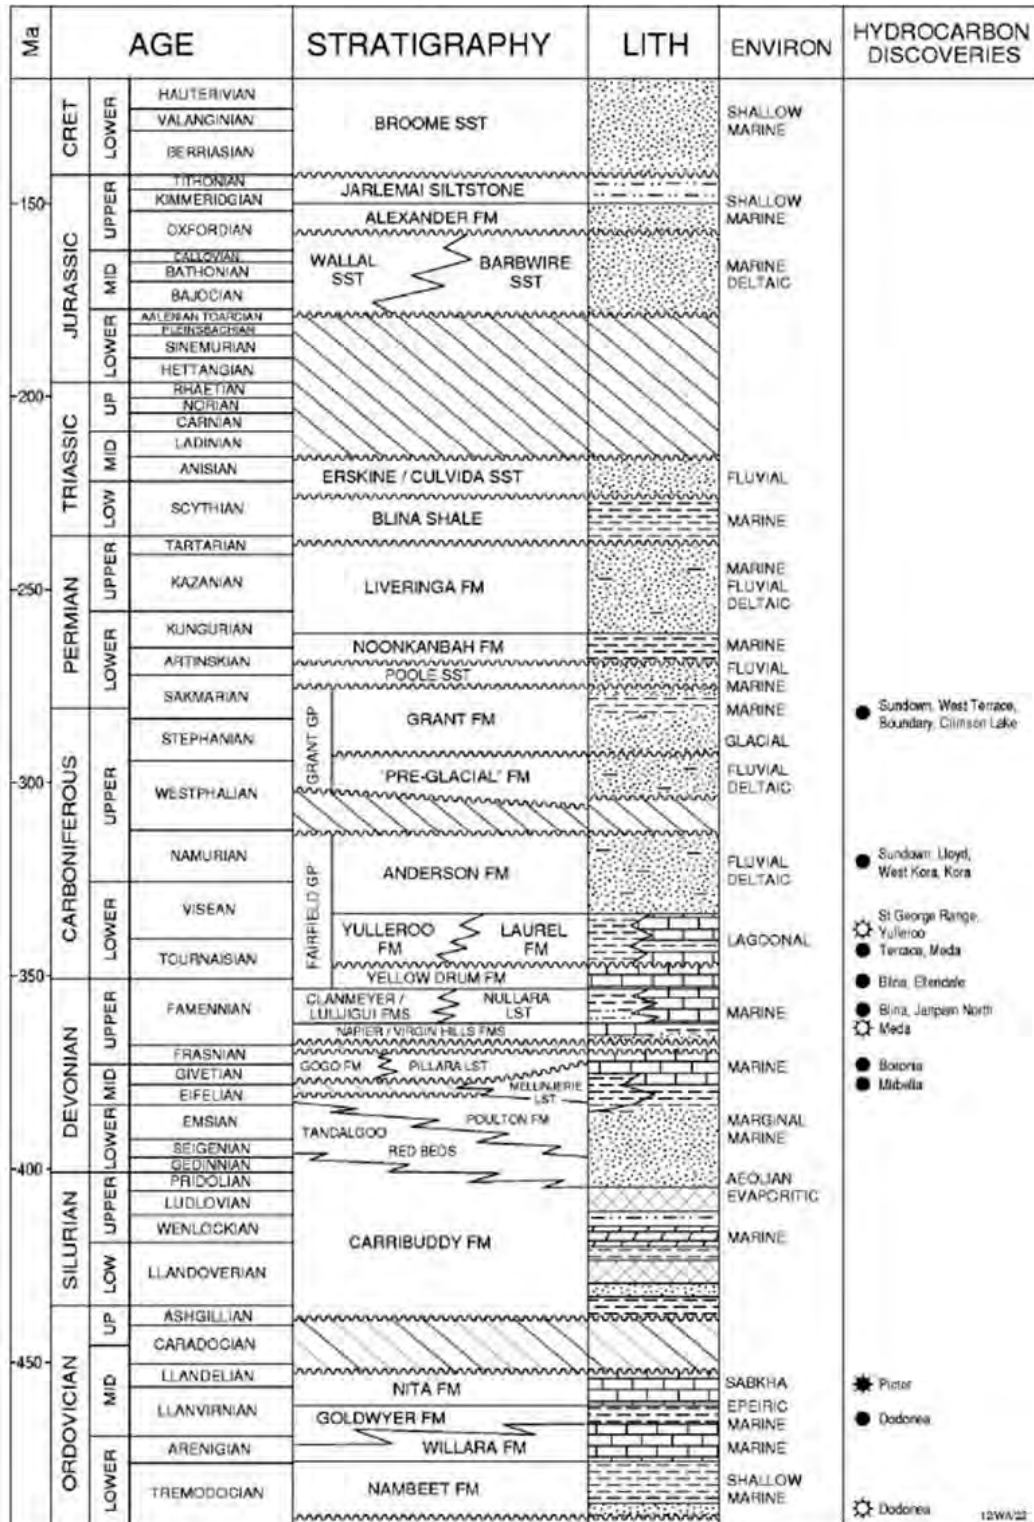 Ma
AGE
STRATIGRAPHY
LITH
ENVIRON
HYDROCARBON
DISCOVERIES
CRET
LOWER
HAUTERIVIAN
VALANGINIAN
BERRIASIAN
BROOME SST
SHALLOW
MARINE
150
JURASSIC
UPPER
TITHONIAN
KIMMERIDGIAN
OXFORDIAN
JARLEMAI SILTSTONE
ALEXANDER FM
SHALLOW
MARINE
MID
CALLOVIAN
BATHONIAN
BAJOCIAN
WALLAL
SST
BARBWIRE
SST
MARINE
DELTAIC
LOWER
AALENIAN TOARCIAN
PLEINSBACHIAN
SINEMURIAN
HETTANGIAN
200
TRIASSIC
UP
RHAETIAN
NORIAN
CARNIAN
MID
LADINIAN
ANISIAN
ERSKINE / CULVIDA SST
FLUVIAL
LOW
SCYTHIAN
BLINA SHALE
MARINE
250
PERMIAN
UPPER
TARTARIAN
KAZANIAN
LIVERINGA FM
MARINE
FLUVIAL
DELTAIC
LOWER
KUNGURIAN
ARTINSKIAN
SAKMARIAN
NOONKANBAH FM
MARINE
POOLE SST
FLUVIAL
MARINE
GRANT GP
GRANT FM
MARINE
GLACIAL
Sundown, West Terrace,
Boundary, Crimson Lake
300
CARBONIFEROUS
UPPER
STEPHANIAN
WESTPHALIAN
NAMURIAN
'PRE-GLACIAL' FM
FLUVIAL
DELTAIC
FAIRFIELD GP
ANDERSON FM
FLUVIAL
DELTAIC
Sundown, Lloyd,
West Kora, Kora
LOWER
VISEAN
TOURNAISIAN
YULLEROO
FM
LAUREL
FM
LAGOONAL
St George Range,
Yulleroo
Terrace, Meda
350
YELLOW DRUM FM
Blina, Ellendale
DEVONIAN
UPPER
FAMENNIAN
FRASNIAN
CLANMEYER /
LUIJIGUI FMS
NULLARA
LST
MARINE
Blina, Janpam North
Meda
NAPIER / VIRGIN HILLS FMS
MID
GIVETIAN
EIFELIAN
GOGO FM
PILLARA LST
MELLINJERIE
LST
MARINE
Boronia
Mirbelia
LOWER
EMSIAN
SEIGENIAN
GEDINNIAN
POULTON FM
TANDALGOO
RED BEDS
MARGINAL
MARINE
400
SILURIAN
UPPER
PRIDOLIAN
LUDLOVIAN
WENLOCKIAN
AEOLIAN
EVAPORITIC
LOW
LLANDOVERIAN
CARRIBUDDY FM
MARINE
ORDOVICIAN
UP
ASHGILLIAN
CARADOCIAN
450
MID
LLANDELIAN
LLANVIRNIAN
NITA FM
SABKHA
Pictor
GOLDWYER FM
EPEIRIC
MARINE
Dodonea
LOWER
ARENIGIAN
TREMODOCIAN
WILLARA FM
MARINE
NAMBEET FM
SHALLOW
MARINE
Dodonea
12/WA/22